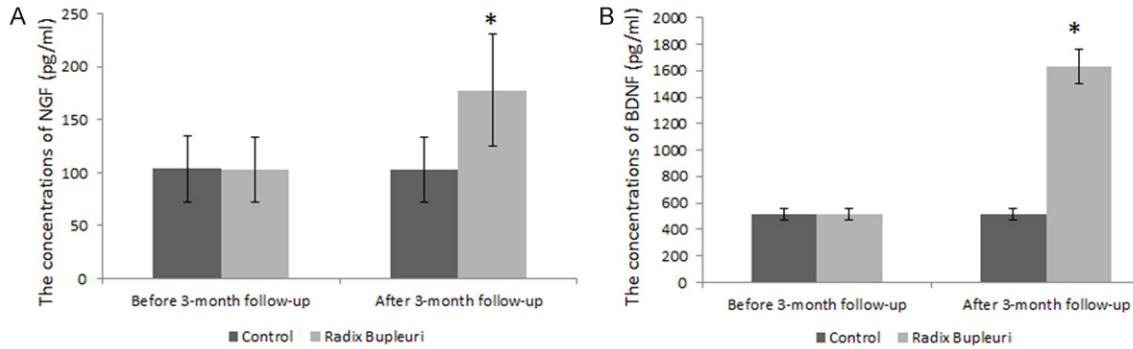 A
The concentrations of NGF (pg/ml)
250
200
150
100
50
0
*
Before 3-month follow-up
After 3-month follow-up
Control
Radix Bupleuri
B
The concentrations of BDNF (pg/ml)
2000
1800
1600
1400
1200
1000
800
600
400
200
0
*
Before 3-month follow-up
After 3-month follow-up
Control
Radix Bupleuri